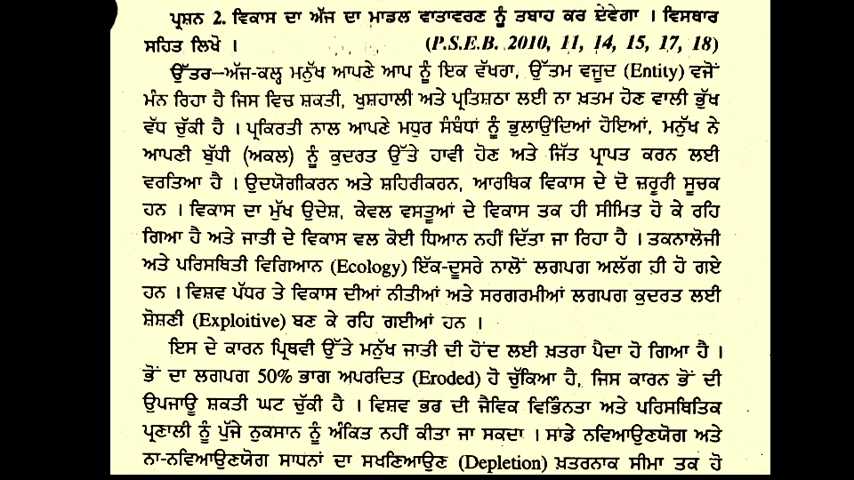 ਪ੍ਰਸ਼ਨ 2. ਵਿਕਾਸ ਦਾ ਅੱਜ ਦਾ ਮਾਡਲ ਵਾਤਾਵਰਣ ਨੂੰ ਤਬਾਹ ਕਰ ਦੇਵੇਗਾ । ਵਿਸਥਾਰ
ਸਹਿਤ ਲਿਖੋ । (P.S.E.B. 2010, 11, 14, 15, 17, 18)
ਉੱਤਰ—ਅੱਜ-ਕਲ੍ਹ ਮਨੁੱਖ ਆਪਣੇ ਆਪ ਨੂੰ ਇਕ ਵੱਖਰਾ, ਉੱਤਮ ਵਜੂਦ (Entity) ਵਜੋਂ
ਮੰਨ ਰਿਹਾ ਹੈ ਜਿਸ ਵਿਚ ਸ਼ਕਤੀ, ਖੁਸ਼ਹਾਲੀ ਅਤੇ ਪ੍ਰਤਿਸ਼ਠਾ ਲਈ ਨਾ ਖ਼ਤਮ ਹੋਣ ਵਾਲੀ ਭੁੱਖ
ਵੱਧ ਚੁੱਕੀ ਹੈ । ਪ੍ਰਕਿਰਤੀ ਨਾਲ ਆਪਣੇ ਮਧੁਰ ਸੰਬੰਧਾਂ ਨੂੰ ਭੁਲਾਉਂਦਿਆਂ ਹੋਇਆਂ, ਮਨੁੱਖ ਨੇ
ਆਪਣੀ ਬੁੱਧੀ (ਅਕਲ) ਨੂੰ ਕੁਦਰਤ ਉੱਤੇ ਹਾਵੀ ਹੋਣ ਅਤੇ ਜਿੱਤ ਪ੍ਰਾਪਤ ਕਰਨ ਲਈ
ਵਰਤਿਆ ਹੈ । ਉਦਯੋਗੀਕਰਨ ਅਤੇ ਸ਼ਹਿਰੀਕਰਨ, ਆਰਥਿਕ ਵਿਕਾਸ ਦੇ ਦੋ ਜ਼ਰੂਰੀ ਸੂਚਕ
ਹਨ । ਵਿਕਾਸ ਦਾ ਮੁੱਖ ਉਦੇਸ਼, ਕੇਵਲ ਵਸਤੂਆਂ ਦੇ ਵਿਕਾਸ ਤਕ ਹੀ ਸੀਮਿਤ ਹੋ ਕੇ ਰਹਿ
ਗਿਆ ਹੈ ਅਤੇ ਜਾਤੀ ਦੇ ਵਿਕਾਸ ਵਲ ਕੋਈ ਧਿਆਨ ਨਹੀਂ ਦਿੱਤਾ ਜਾ ਰਿਹਾ ਹੈ । ਤਕਨਾਲੋਜੀ
ਅਤੇ ਪਰਿਸਥਿਤੀ ਵਿਗਿਆਨ (Ecology) ਇੱਕ-ਦੂਸਰੇ ਨਾਲੋਂ ਲਗਪਗ ਅਲੱਗ ਹੀ ਹੋ ਗਏ
ਹਨ । ਵਿਸ਼ਵ ਪੱਧਰ ਤੇ ਵਿਕਾਸ ਦੀਆਂ ਨੀਤੀਆਂ ਅਤੇ ਸਰਗਰਮੀਆਂ ਲਗਪਗ ਕੁਦਰਤ ਲਈ
ਸ਼ੋਸ਼ਣੀ (Exploitive) ਬਣ ਕੇ ਰਹਿ ਗਈਆਂ ਹਨ ।
ਇਸ ਦੇ ਕਾਰਨ ਪ੍ਰਿਥਵੀ ਉੱਤੇ ਮਨੁੱਖ ਜਾਤੀ ਦੀ ਹੋਂਦ ਲਈ ਖ਼ਤਰਾ ਪੈਦਾ ਹੋ ਗਿਆ ਹੈ ।
ਭੋਂ ਦਾ ਲਗਪਗ 50% ਭਾਗ ਅਪਰਦਿਤ (Eroded) ਹੋ ਚੁੱਕਿਆ ਹੈ, ਜਿਸ ਕਾਰਨ ਭੋਂ ਦੀ
ਉਪਜਾਊ ਸ਼ਕਤੀ ਘਟ ਚੁੱਕੀ ਹੈ । ਵਿਸ਼ਵ ਭਰ ਦੀ ਜੈਵਿਕ ਵਿਭਿੰਨਤਾ ਅਤੇ ਪਰਿਸਥਿਤਿਕ
ਪ੍ਰਣਾਲੀ ਨੂੰ ਪੁੱਜੇ ਨੁਕਸਾਨ ਨੂੰ ਅੰਕਿਤ ਨਹੀਂ ਕੀਤਾ ਜਾ ਸਕਦਾ । ਸਾਡੇ ਨਵਿਆਉਣਯੋਗ ਅਤੇ
ਨਾ-ਨਵਿਆਉਣਯੋਗ ਸਾਧਨਾਂ ਦਾ ਸਖਣਿਆਉਣ (Depletion) ਖ਼ਤਰਨਾਕ ਸੀਮਾ ਤਕ ਹੋ